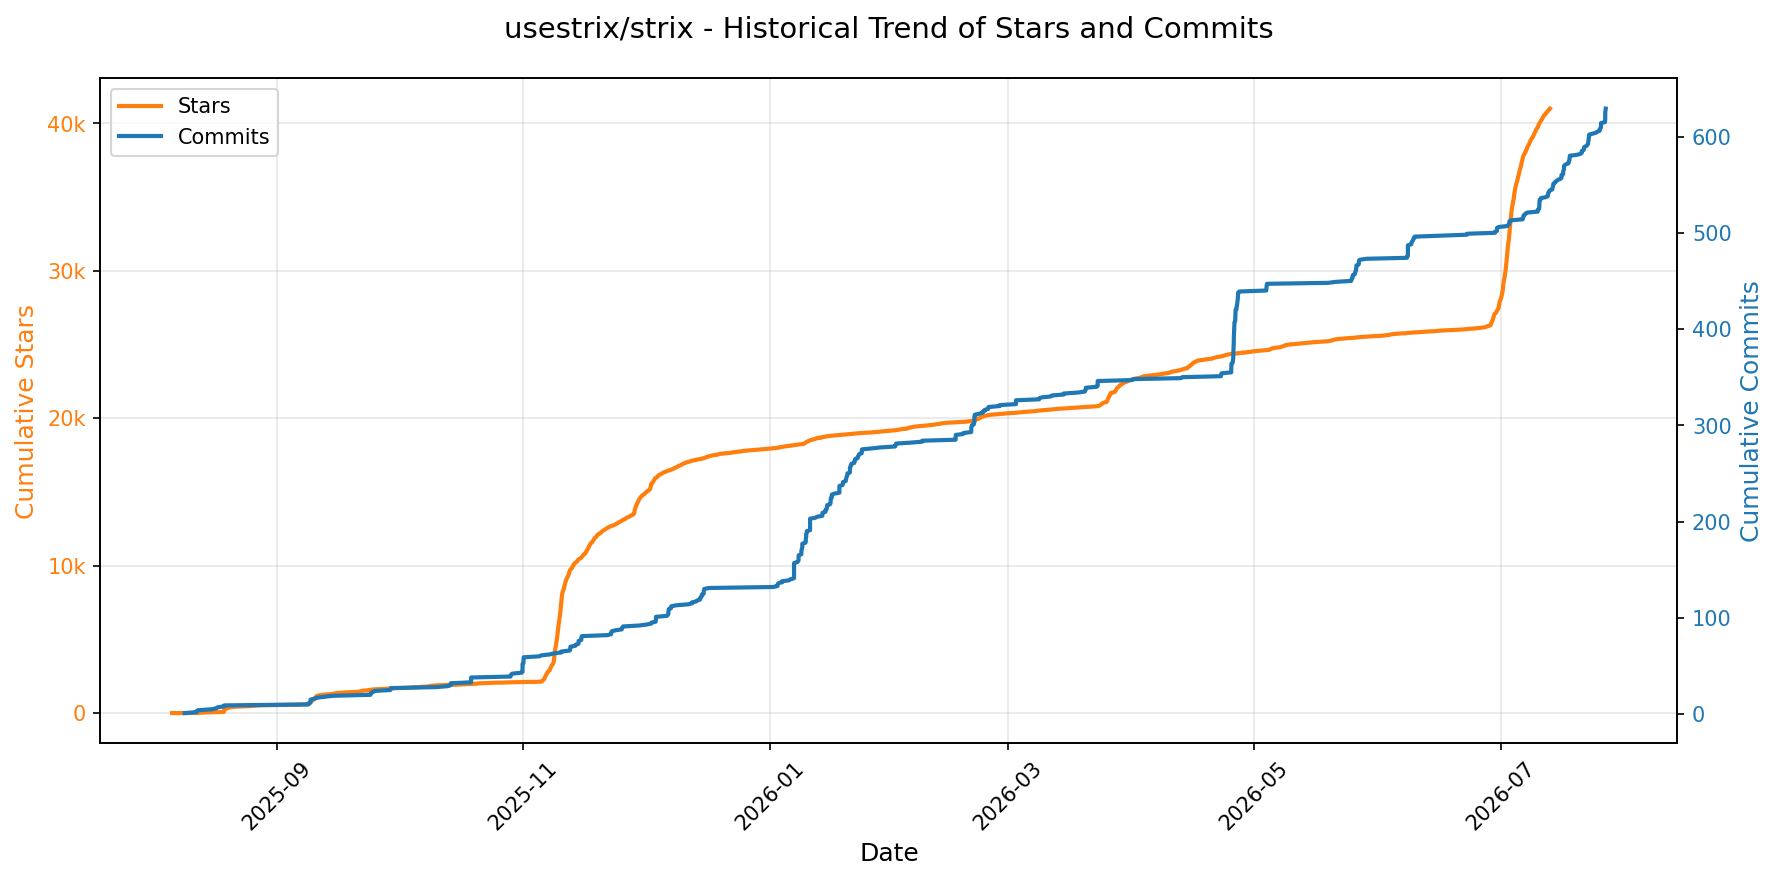 usestrix/strix - Historical Trend of Stars and Commits
Stars
Commits
40k
30k
20k
10k
0
Cumulative Stars
600
500
400
300
200
100
0
Cumulative Commits
2025-09
2025-11
2026-01
2026-03
2026-05
2026-07
Date